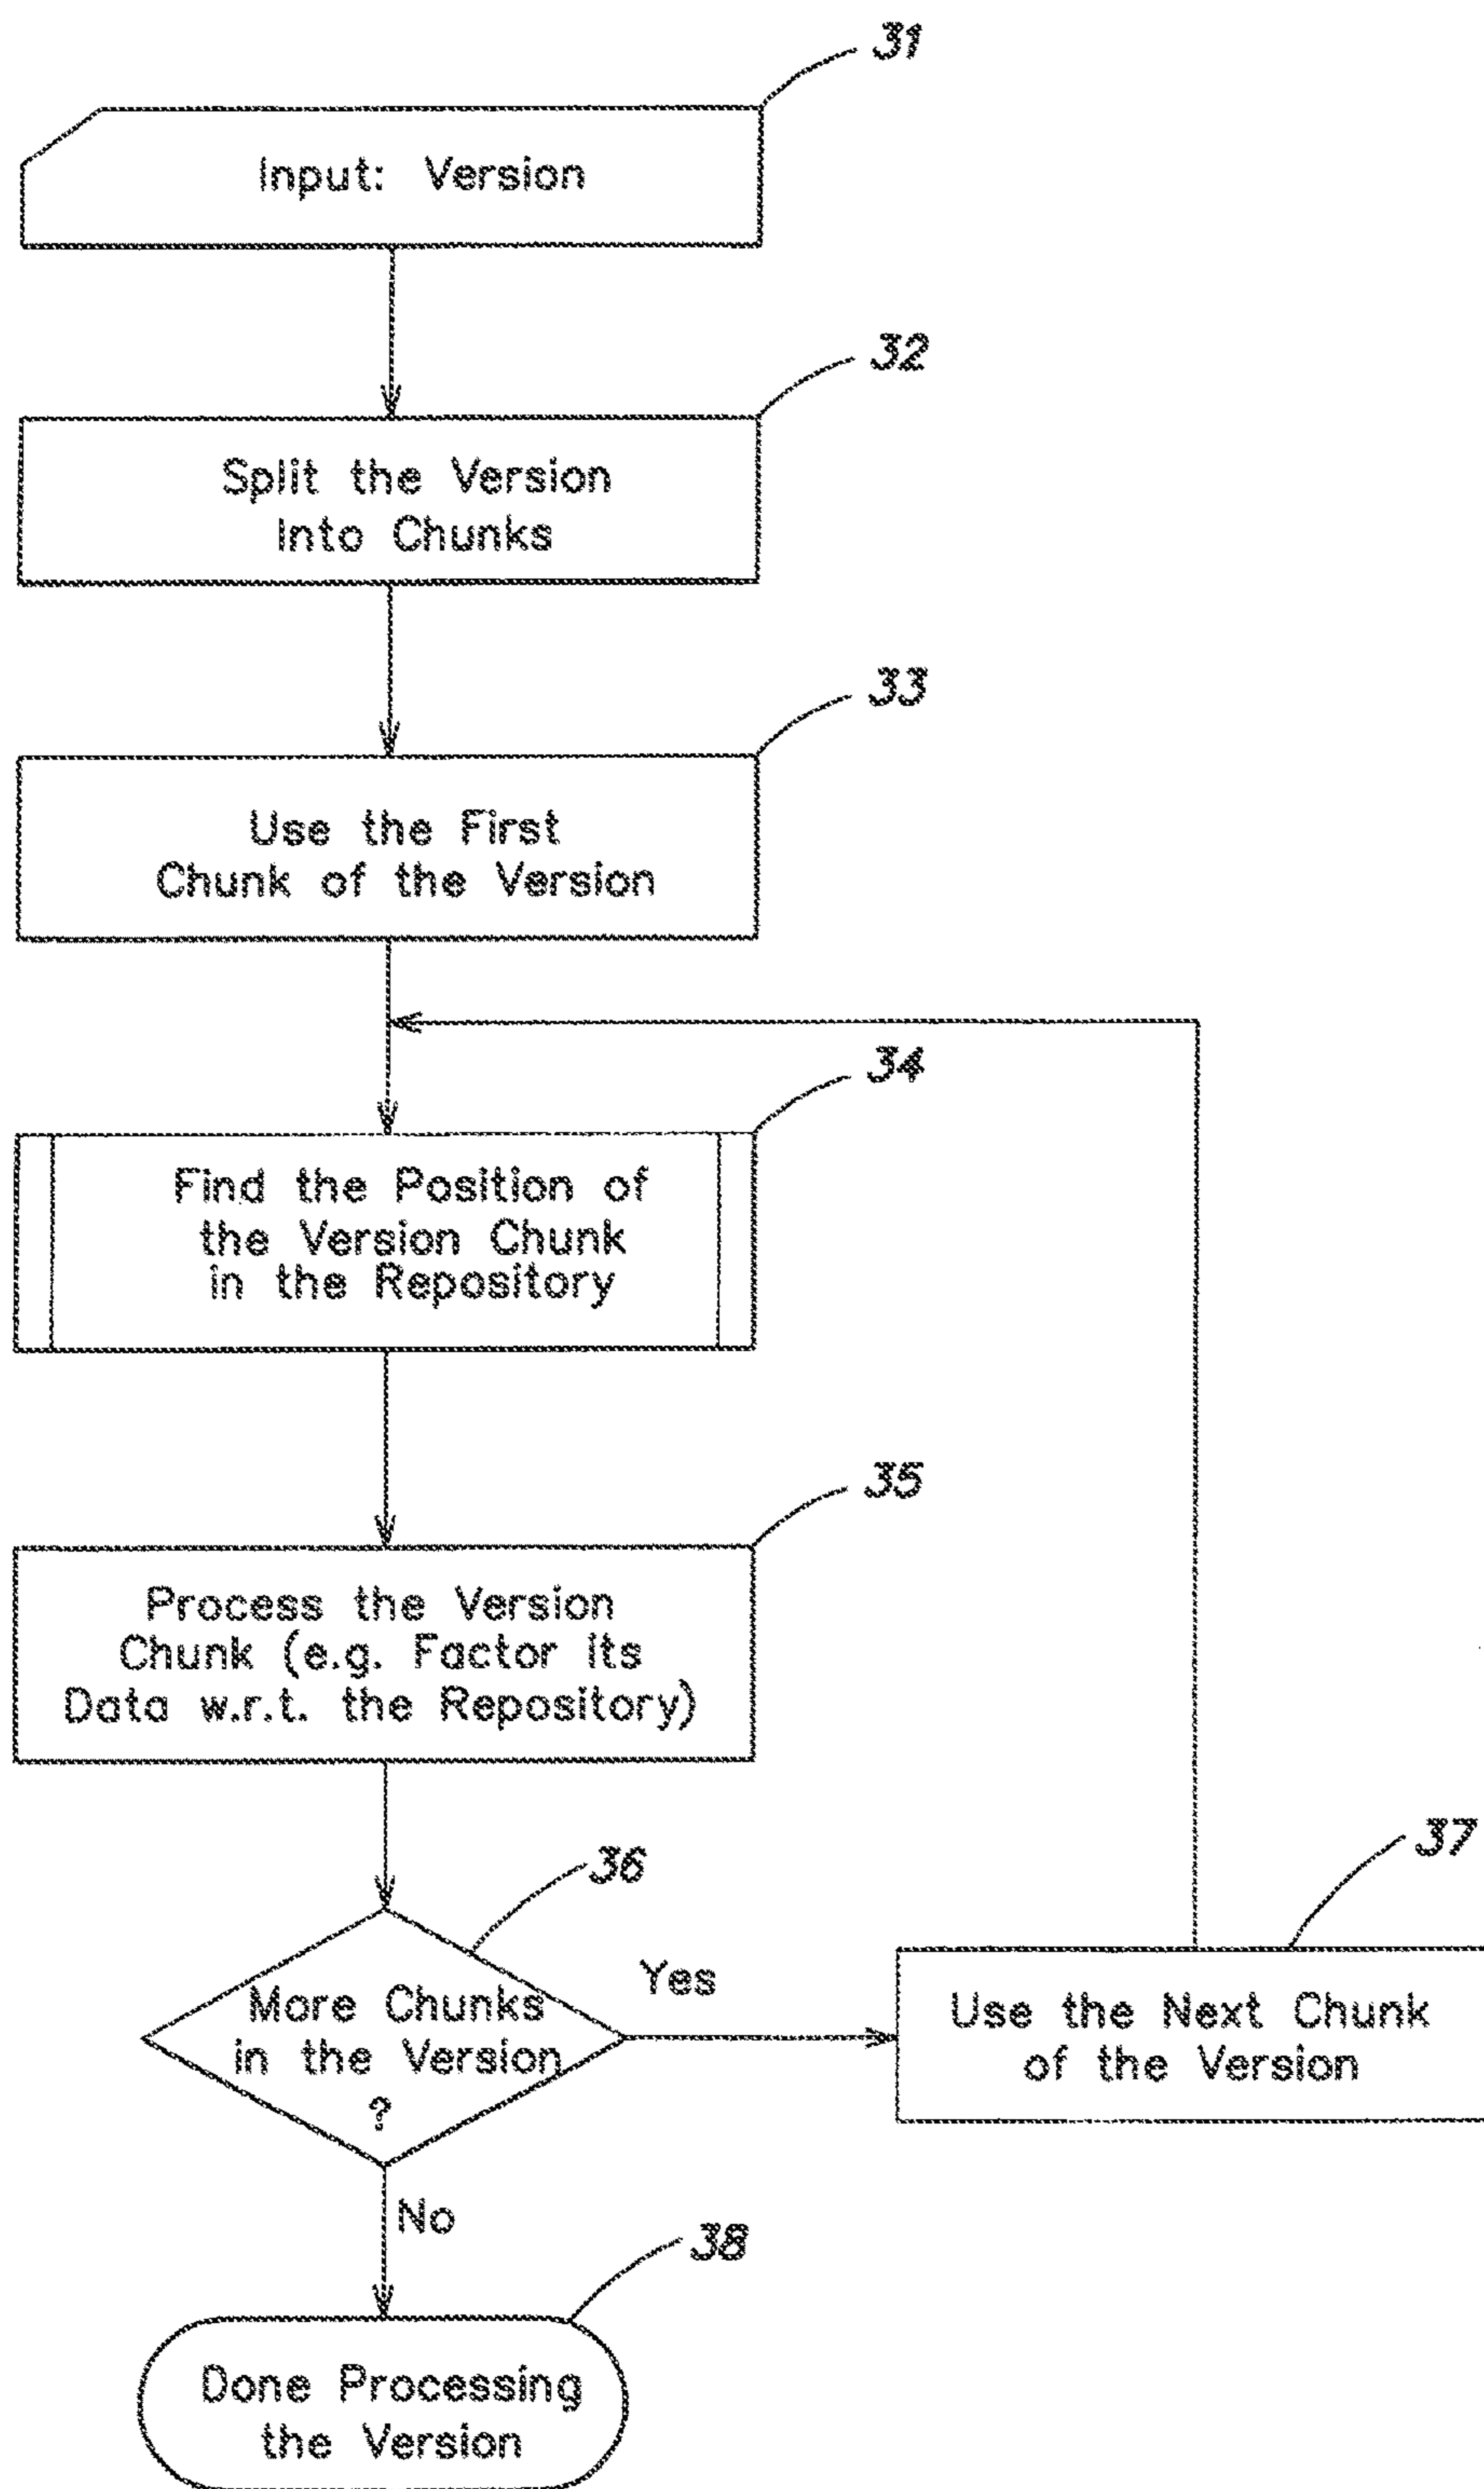 31
Input: Version
32
Split the Version
Into Chunks
33
Use the First
Chunk of the Version
34
Find the Position of
the Version Chunk
in the Repository
35
Process the Version
Chunk (e.g. Factor Its
Data w.r.t. the Repository)
36
More Chunks
in the Version
?
Yes
37
Use the Next Chunk
of the Version
No
38
Done Processing
the Version